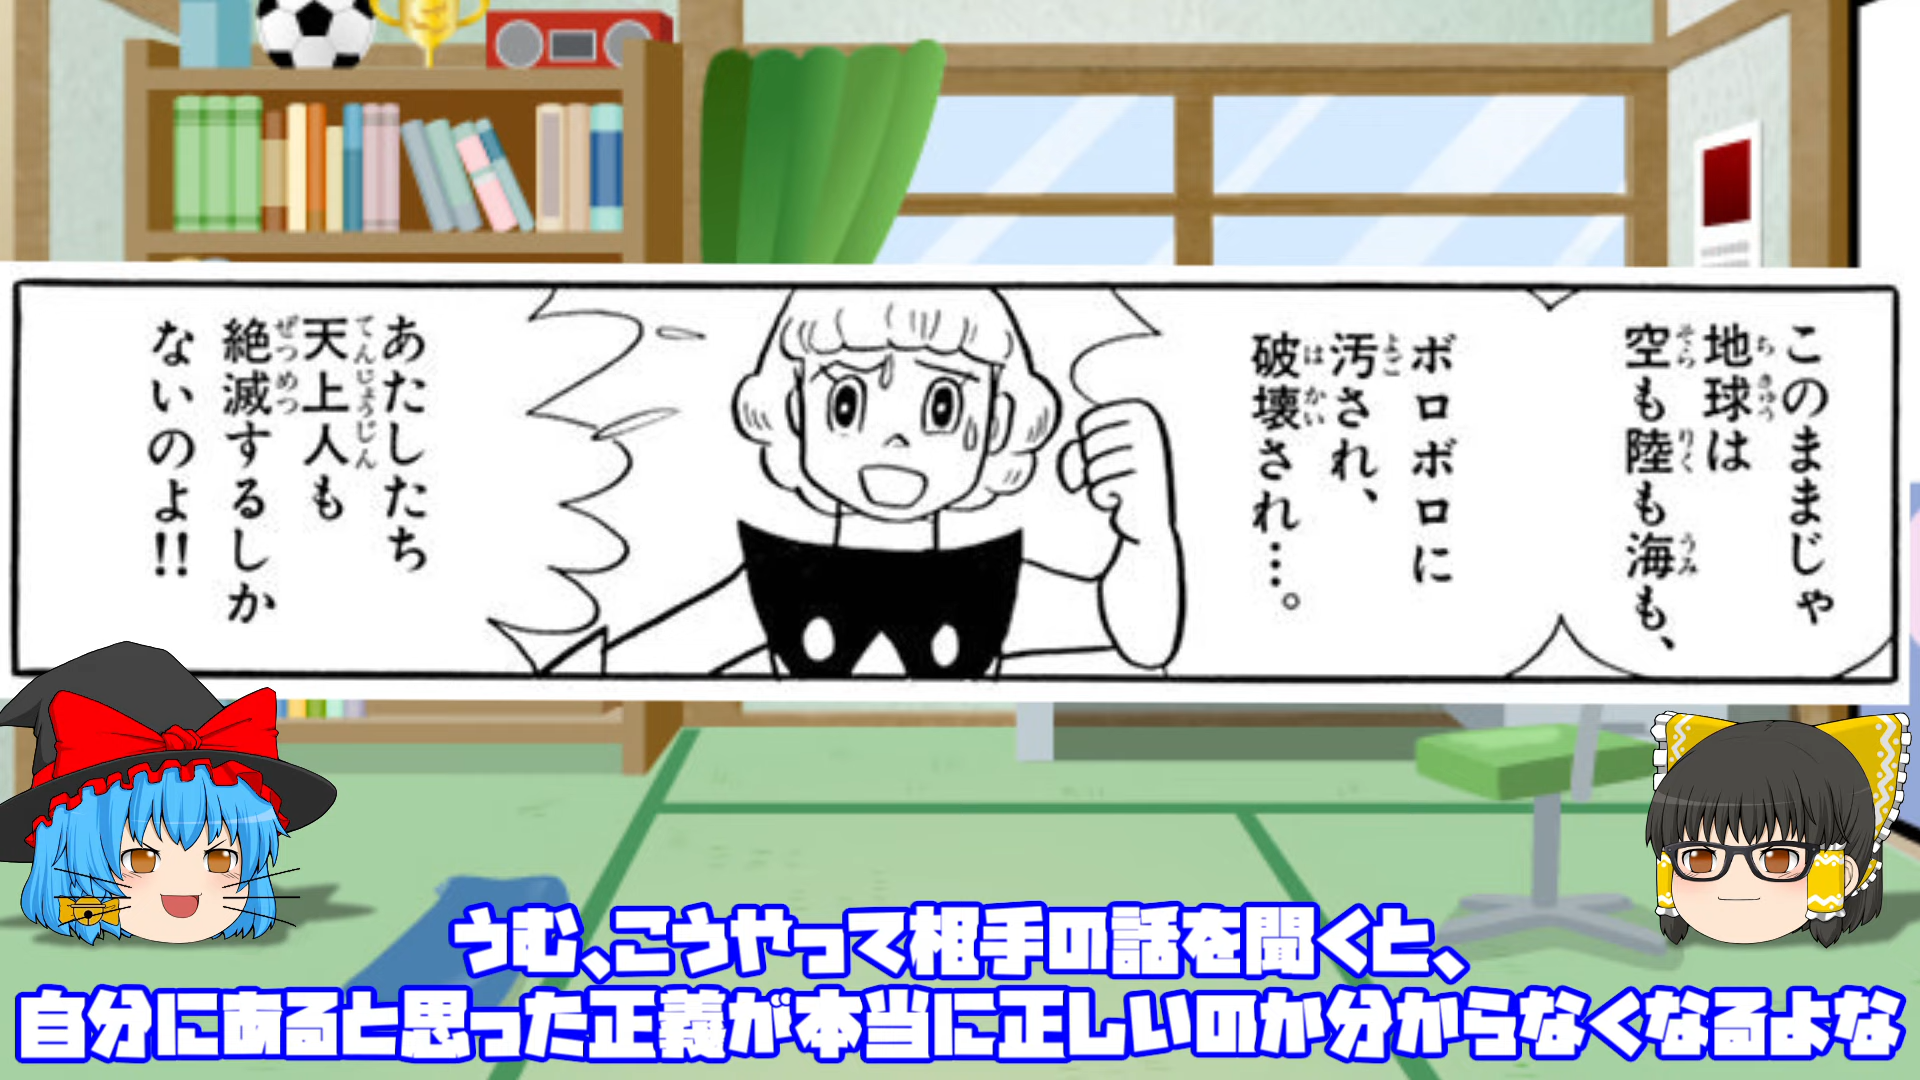 このままじゃ
地球は
空も陸も海も、
ボロボロに
汚され、
破壊され…。
あたしたち
天上人も
絶滅するしか
ないのよ!!
うむ、こうやって相手の話を聞くと、
自分にあると思った正義が本当に正しいのか分からなくなるよな